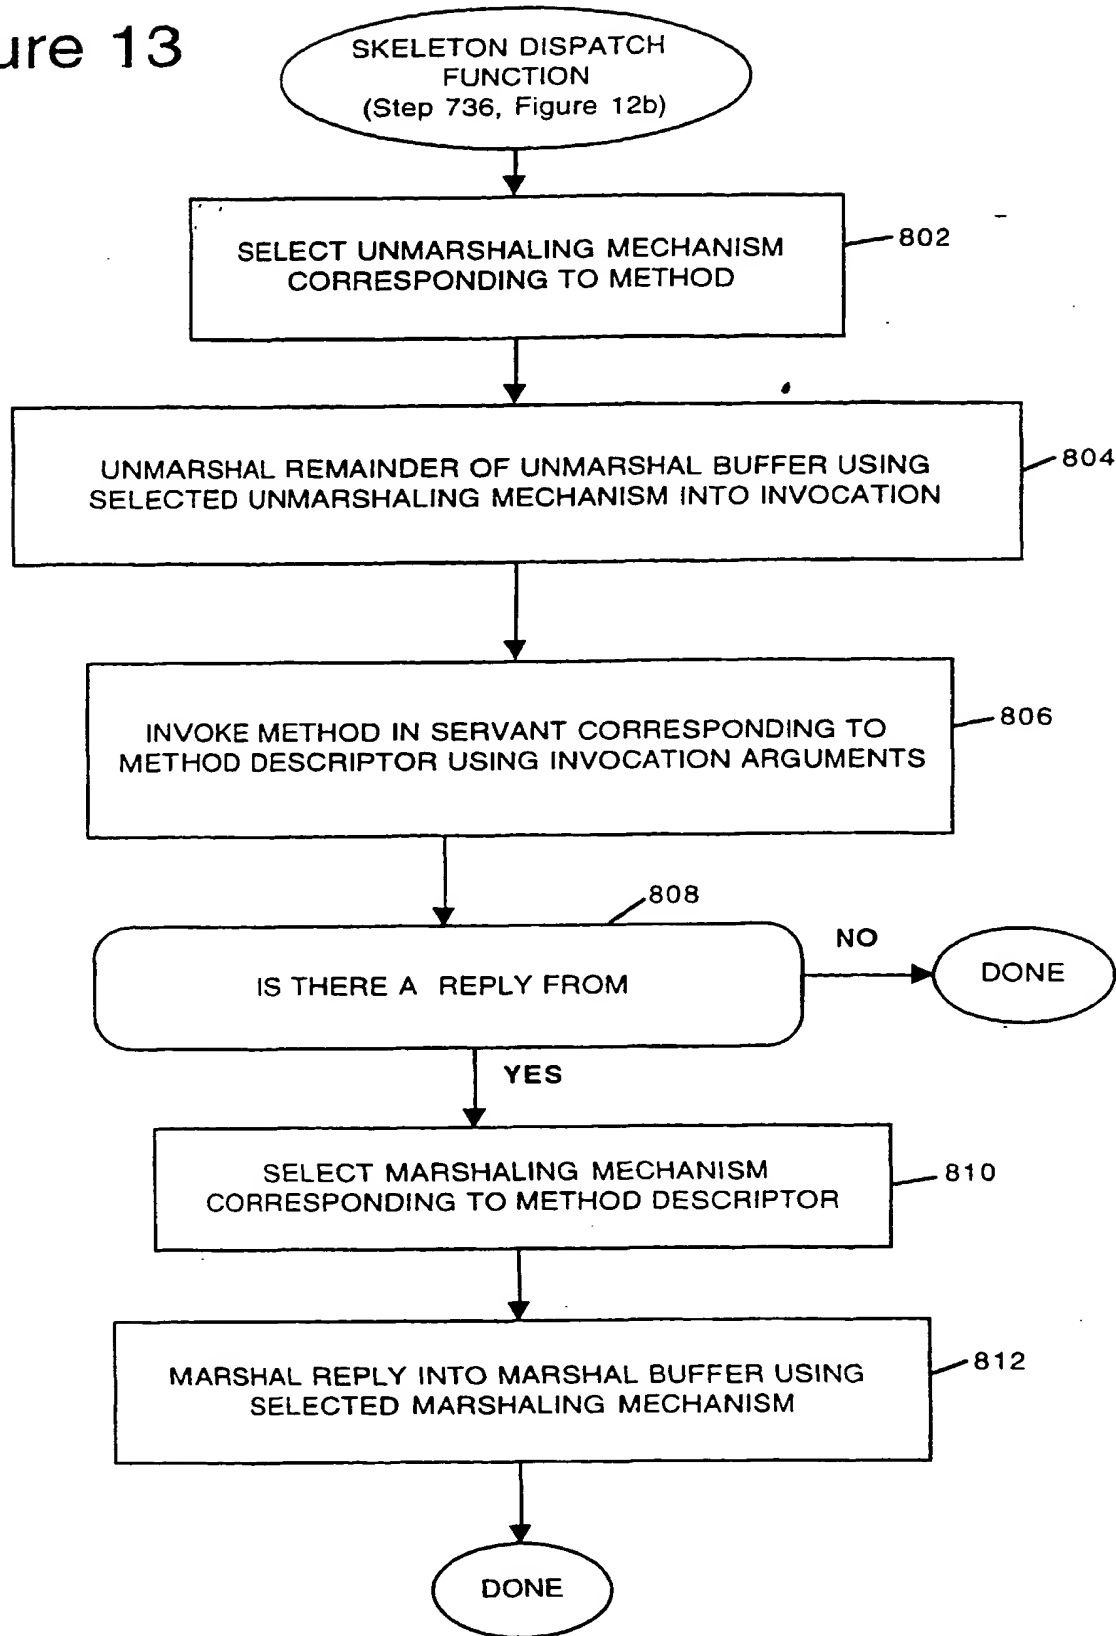 ure 13
SKELETON DISPATCH
FUNCTION
(Step 736, Figure 12b)
SELECT UNMARSHALING MECHANISM
CORRESPONDING TO METHOD
802
UNMARSHAL REMAINDER OF UNMARSHAL BUFFER USING
SELECTED UNMARSHALING MECHANISM INTO INVOCATION
804
INVOKE METHOD IN SERVANT CORRESPONDING TO
METHOD DESCRIPTOR USING INVOCATION ARGUMENTS
806
808
IS THERE A REPLY FROM
NO
DONE
YES
SELECT MARSHALING MECHANISM
CORRESPONDING TO METHOD DESCRIPTOR
810
MARSHAL REPLY INTO MARSHAL BUFFER USING
SELECTED MARSHALING MECHANISM
812
DONE